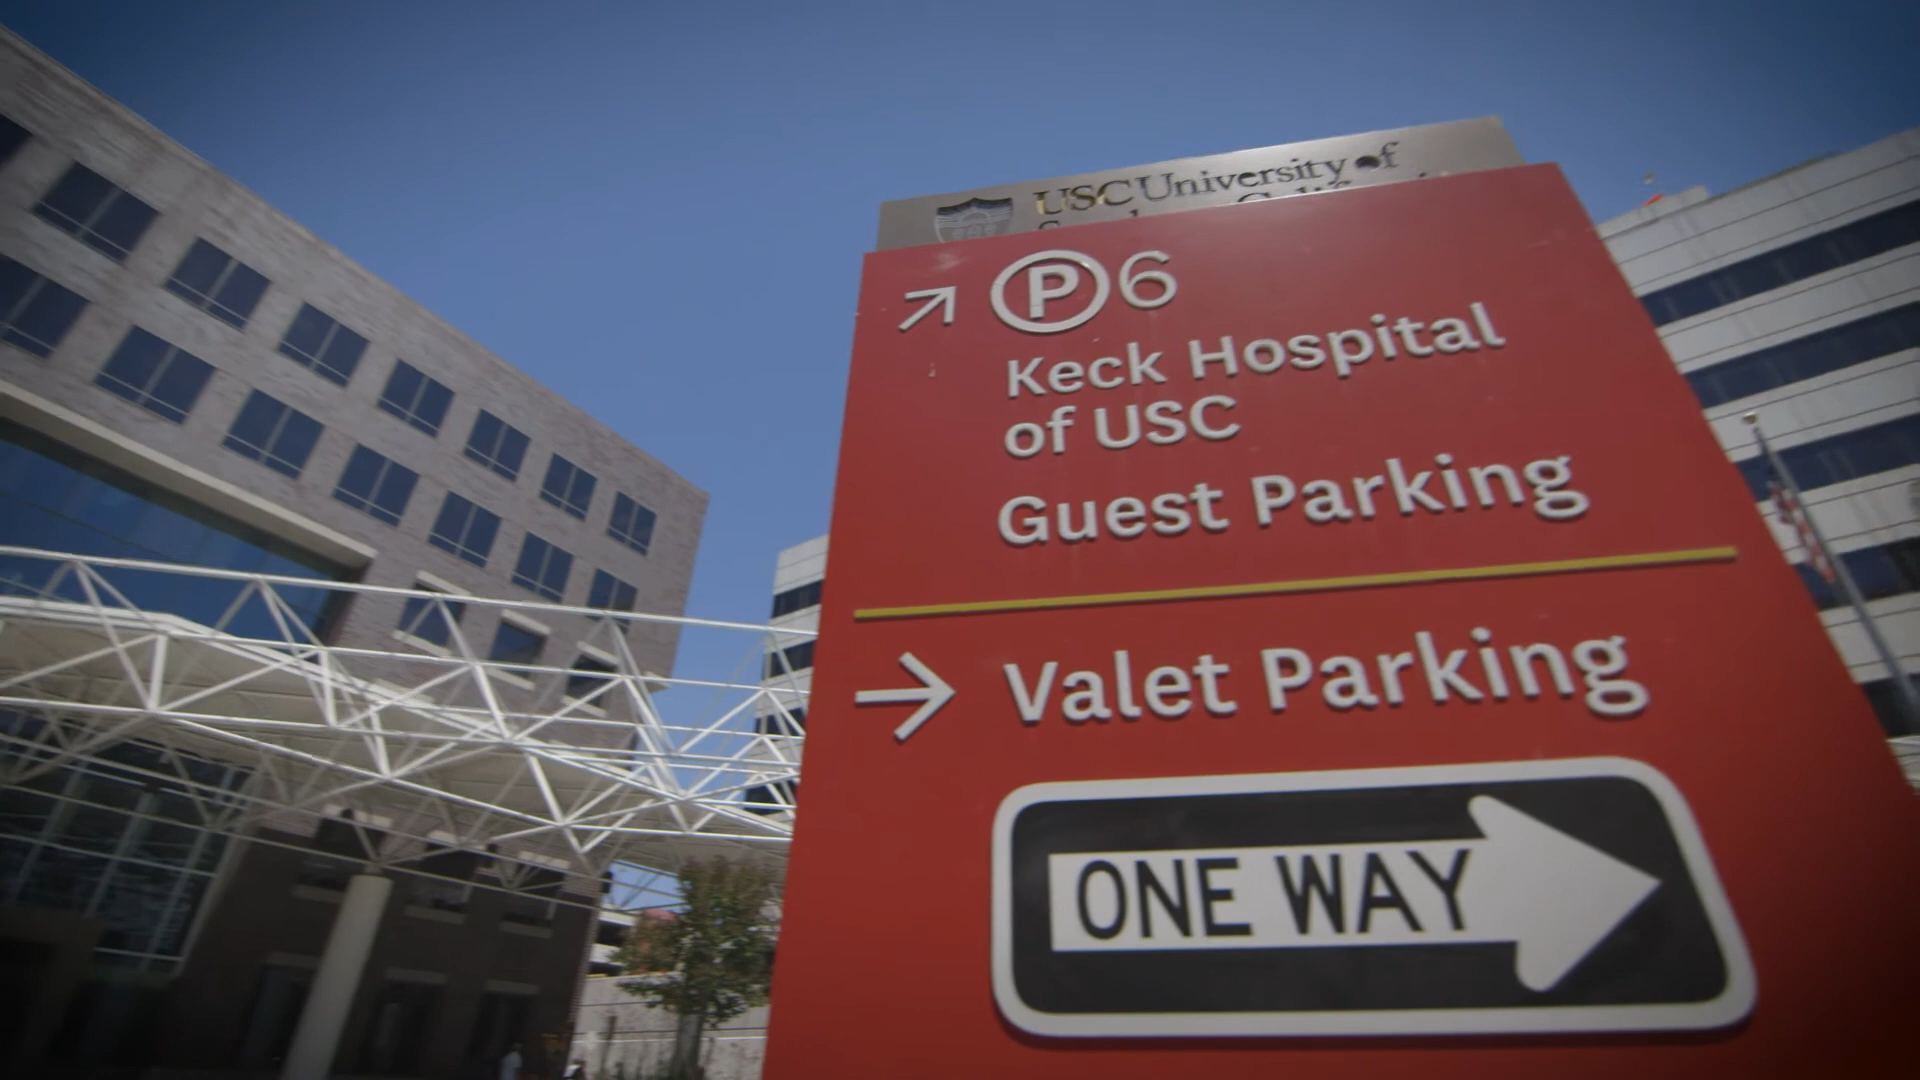 USC University of
P 6
Keck Hospital
of USC
Guest Parking
Valet Parking
ONE WAY